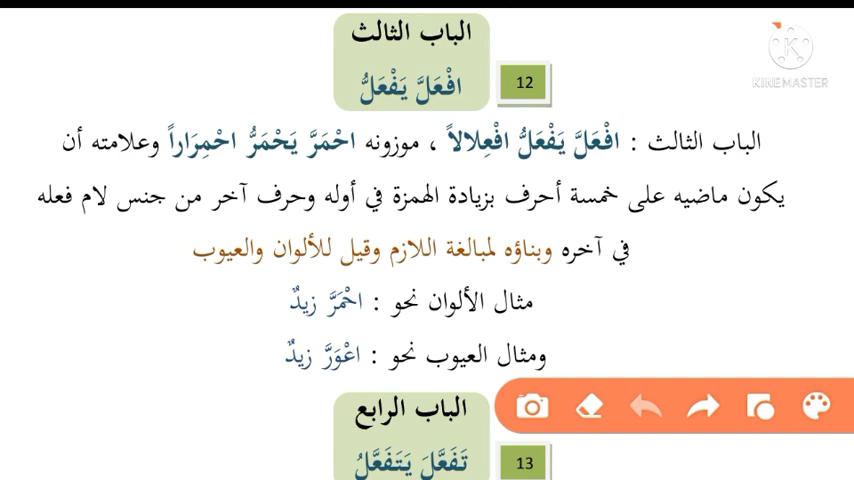 الباب الثالث
افْعَلَّ يَفْعَلُّ
12
KINEMASTER
الباب الثالث : افْعَلَّ يَفْعَلُّ افْعِلالاً ، موزونه احْمَرَّ يَحْمَرُّ احْمِرَاراً وعلامته أن
يكون ماضيه على خمسة أحرف بزيادة الهمزة في أوله وحرف آخر من جنس لام فعله
في آخره وبناؤه لمبالغة اللازم وقيل للألوان والعيوب
مثال الألوان نحو : احْمَرَّ زيدٌ
ومثال العيوب نحو : اعْوَرَّ زيدٌ
الباب الرابع
تَفَعَّلَ يَتَفَعَّلُ
13